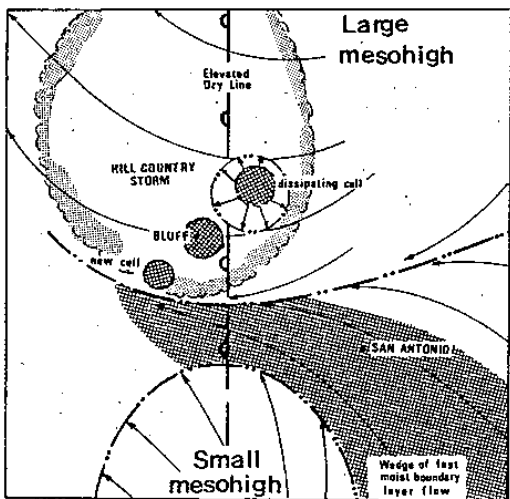 Large
mesohigh
Elevated
Dry Line
HILL COUNTRY
STORM
dissipating cell
BLUFF
new cell
SAN ANTONIO
Small
mesohigh
Wedge of fast
moist boundary
layer flow